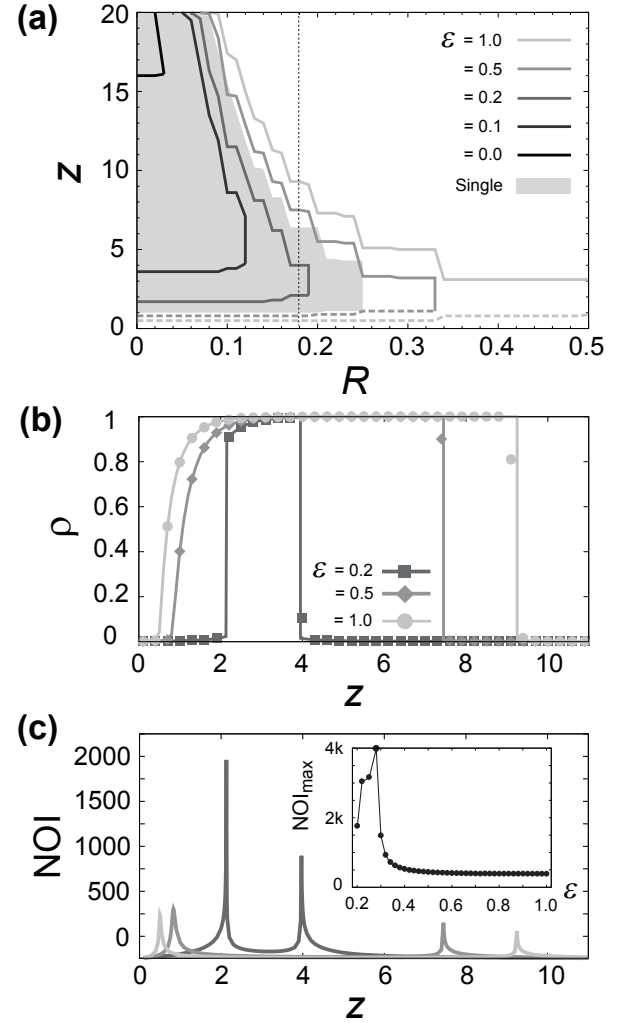 (a)
20
15
10
5
0
z
ε = 1.0
= 0.5
= 0.2
= 0.1
= 0.0
Single
0 0.1 0.2 0.3 0.4 0.5
R
(b)
1
0.8
0.6
0.4
0.2
0
ρ
ε = 0.2
= 0.5
= 1.0
0 2 4 6 8 10
z
(c)
2000
1500
1000
500
0
NOI
4k
2k
0
NOImax
0.2 0.4 0.6 0.8 1.0 ε
0 2 4 6 8 10
z